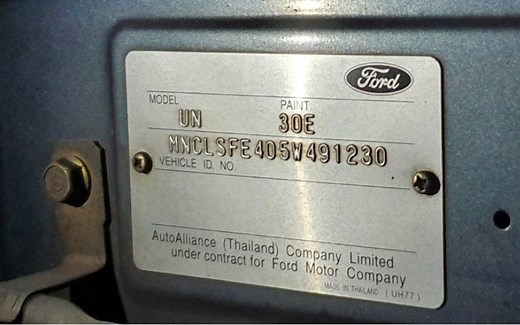 Ford
MODEL PAINT
UN 30E
MNCLSFE405W491230
VEHICLE ID. NO.
AutoAlliance (Thailand) Company Limited
under contract for Ford Motor Company
MADE IN THAILAND ( UH77 )